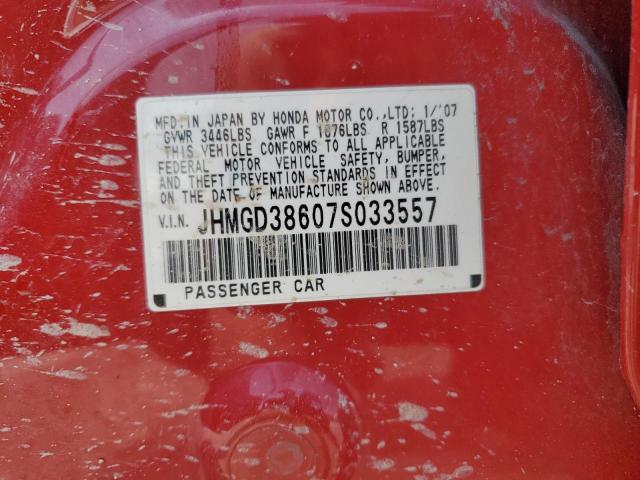 MFD. IN JAPAN BY HONDA MOTOR CO.,LTD; 1/'07
GVWR 3446LBS GAWR F 1876LBS R 1587LBS
THIS VEHICLE CONFORMS TO ALL APPLICABLE
FEDERAL MOTOR VEHICLE SAFETY, BUMPER,
AND THEFT PREVENTION STANDARDS IN EFFECT
ON THE DATE OF MANUFACTURE SHOWN ABOVE.
V.I.N. JHMGD38607S033557
PASSENGER CAR